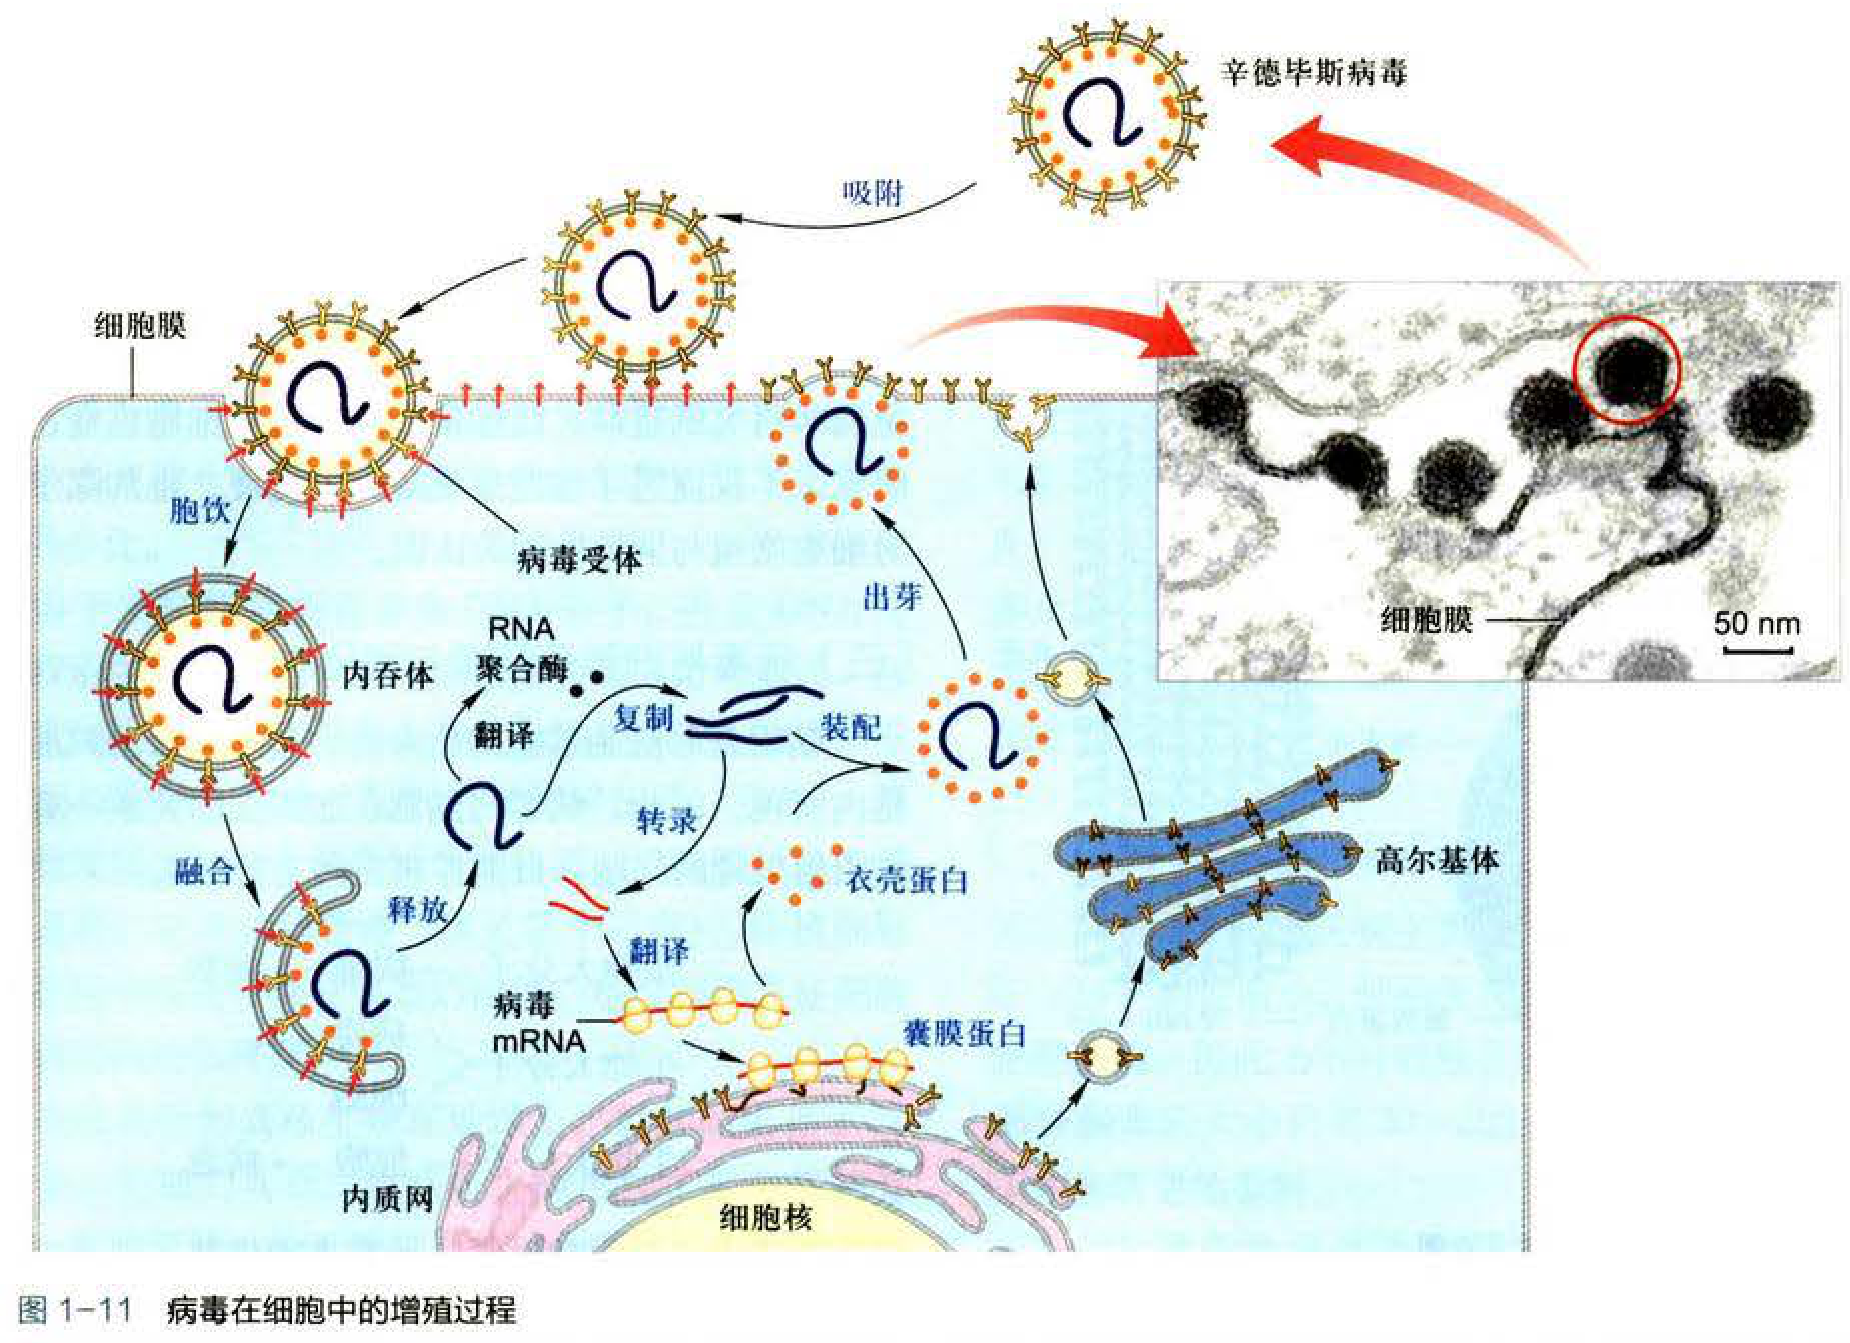 辛德毕斯病毒
吸附
细胞膜
胞饮
病毒受体
出芽
细胞膜
50 nm
RNA
聚合酶
内吞体
翻译
复制
装配
转录
融合
释放
衣壳蛋白
高尔基体
翻译
病毒
mRNA
囊膜蛋白
内质网
细胞核
图 1-11 病毒在细胞中的增殖过程